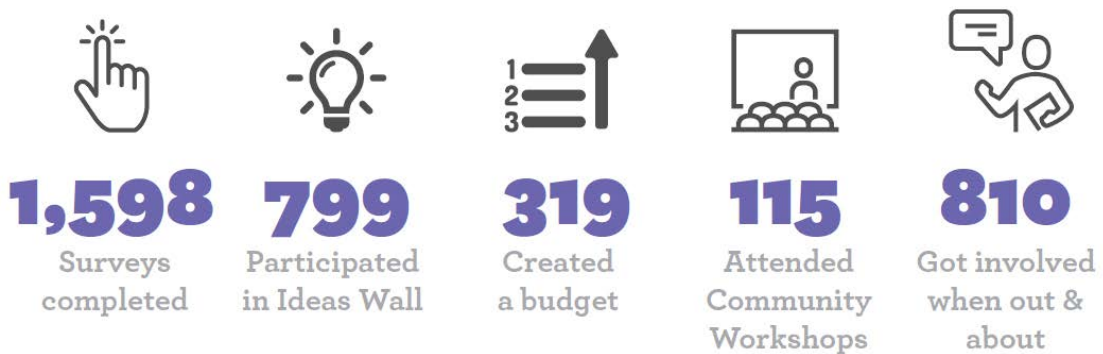 1
2
3
1,598
Surveys
completed
799
Participated
in Ideas Wall
319
Created
a budget
115
Attended
Community
Workshops
810
Got involved
when out &
about